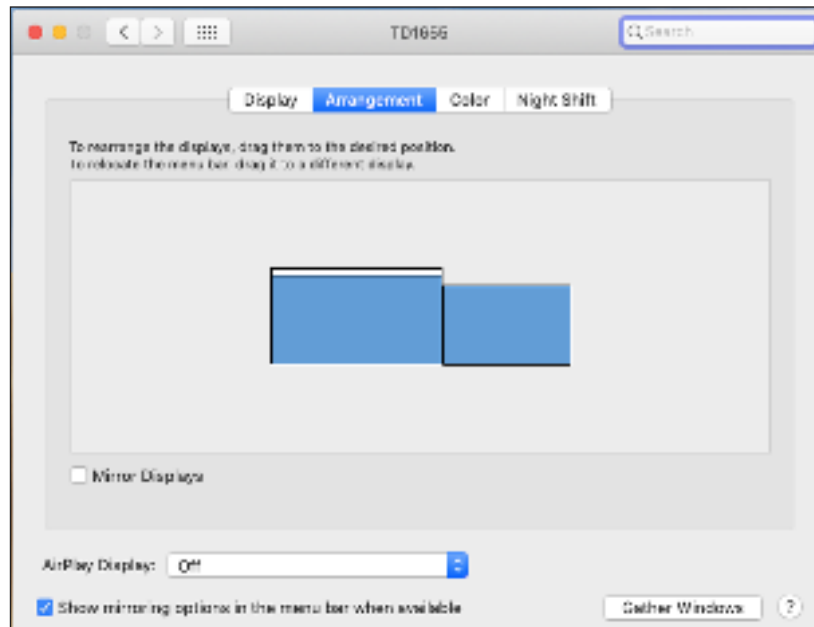 TD1655
Search
Display Arrangement Color Night Shift
To rearrange the displays, drag them to the desired position.
To relocate the menu bar, drag it to a different display.
Mirror Displays
AirPlay Display: Off
Show mirroring options in the menu bar when available
Gather Windows ?